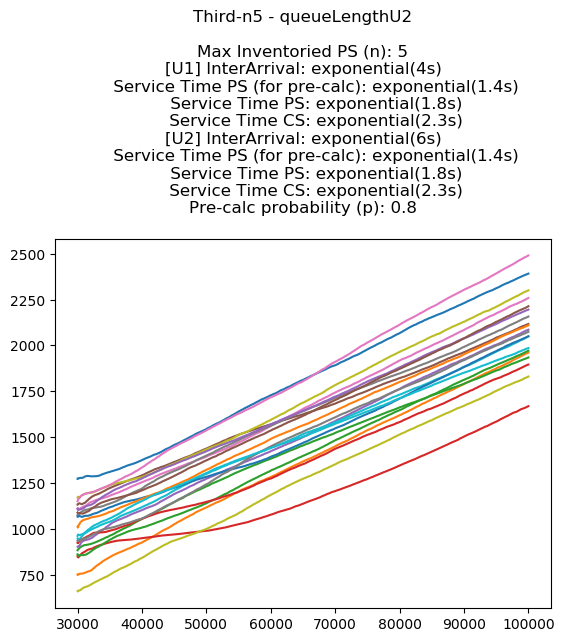 Third-n5 - queueLengthU2
Max Inventoried PS (n): 5
[U1] InterArrival: exponential(4s)
Service Time PS (for pre-calc): exponential(1.4s)
Service Time PS: exponential(1.8s)
Service Time CS: exponential(2.3s)
[U2] InterArrival: exponential(6s)
Service Time PS (for pre-calc): exponential(1.4s)
Service Time PS: exponential(1.8s)
Service Time CS: exponential(2.3s)
Pre-calc probability (p): 0.8
2500
2250
2000
1750
1500
1250
1000
750
30000 40000 50000 60000 70000 80000 90000 100000